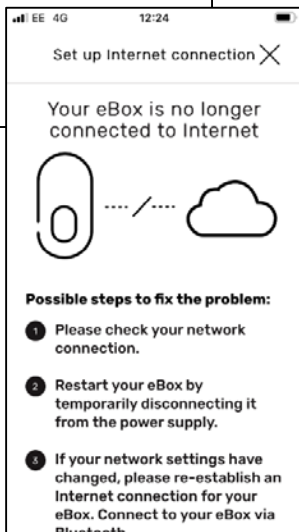 EE 4G 12:24
Set up Internet connection
Your eBox is no longer
connected to Internet
Possible steps to fix the problem:
1 Please check your network
connection.
2 Restart your eBox by
temporarily disconnecting it
from the power supply.
3 If your network settings have
changed, please re-establish an
Internet connection for your
eBox. Connect to your eBox via
Bluetooth